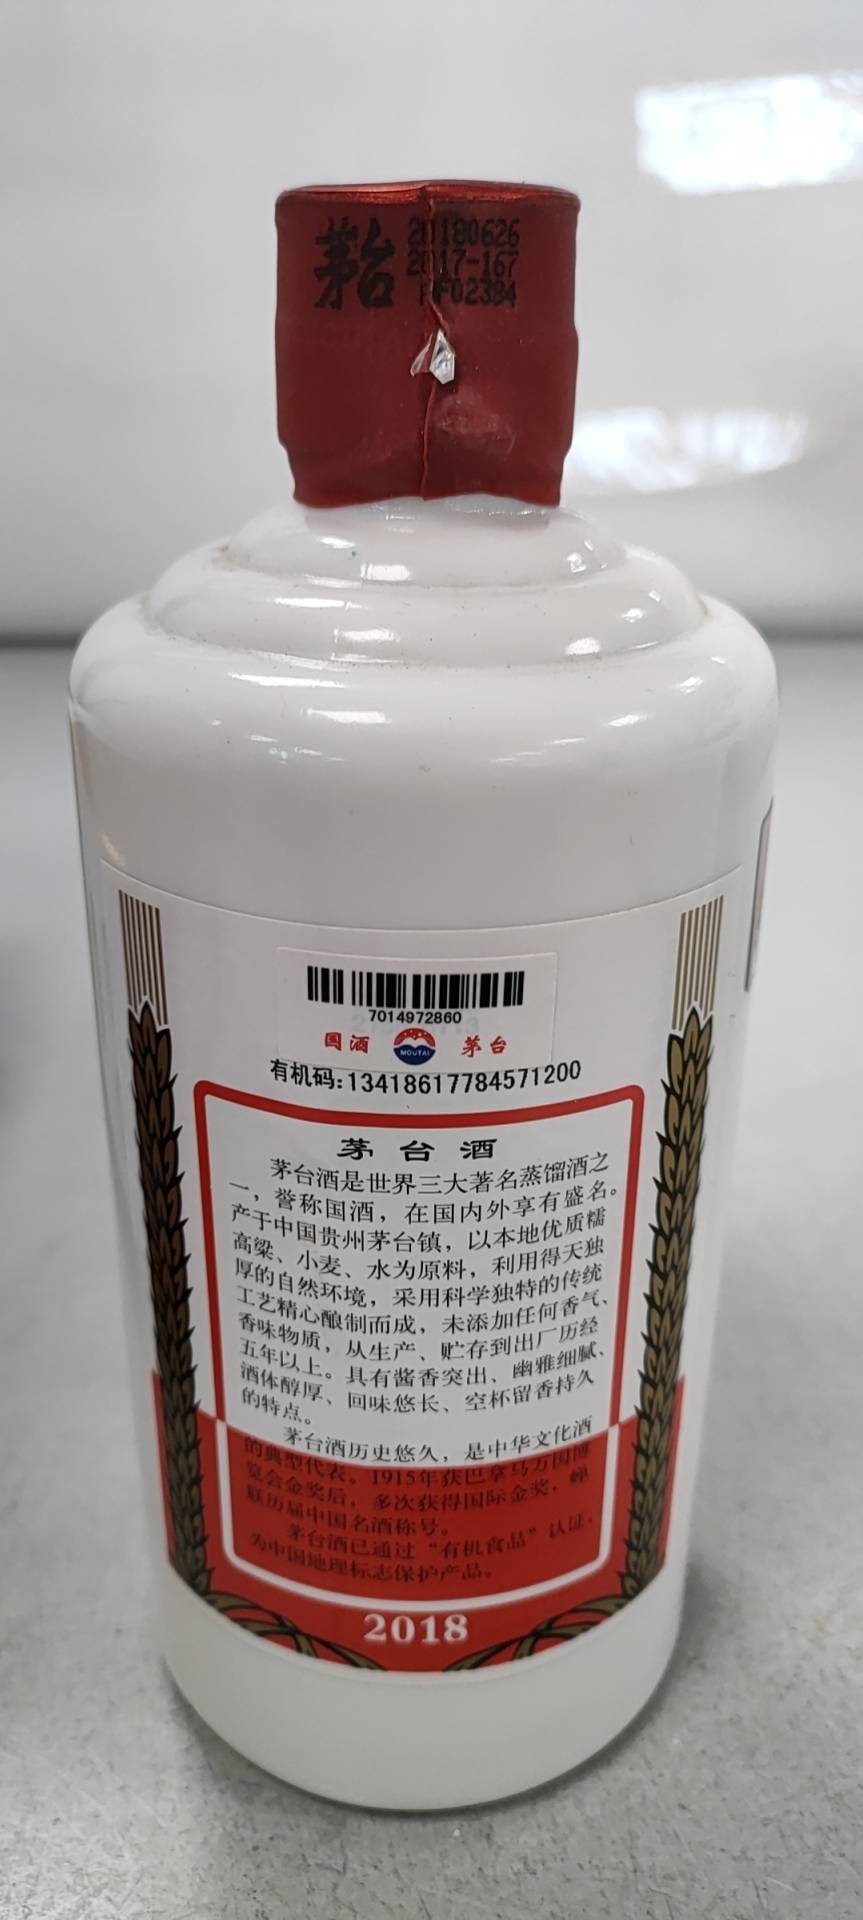 茅台
20180626
2017-167
FF02384
7014972860
国酒 MOUTAI 茅台
有机码:13418617784571200
茅台酒
茅台酒是世界三大著名蒸馏酒之
一，誉称国酒，在国内外享有盛名。
产于中国贵州茅台镇，以本地优质糯
高粱、小麦、水为原料，利用得天独
厚的自然环境，采用科学独特的传统
工艺精心酿制而成，未添加任何香气、
香味物质，从生产、贮存到出厂历经
五年以上。具有酱香突出、幽雅细腻、
酒体醇厚、回味悠长、空杯留香持久
的特点。
茅台酒历史悠久，是中华文化酒
的典型代表。1915年获巴拿马万国博
览会金奖后，多次获得国际金奖，蝉
联历届中国名酒称号。
茅台酒已通过“有机食品”认证，
为中国地理标志保护产品。
2018